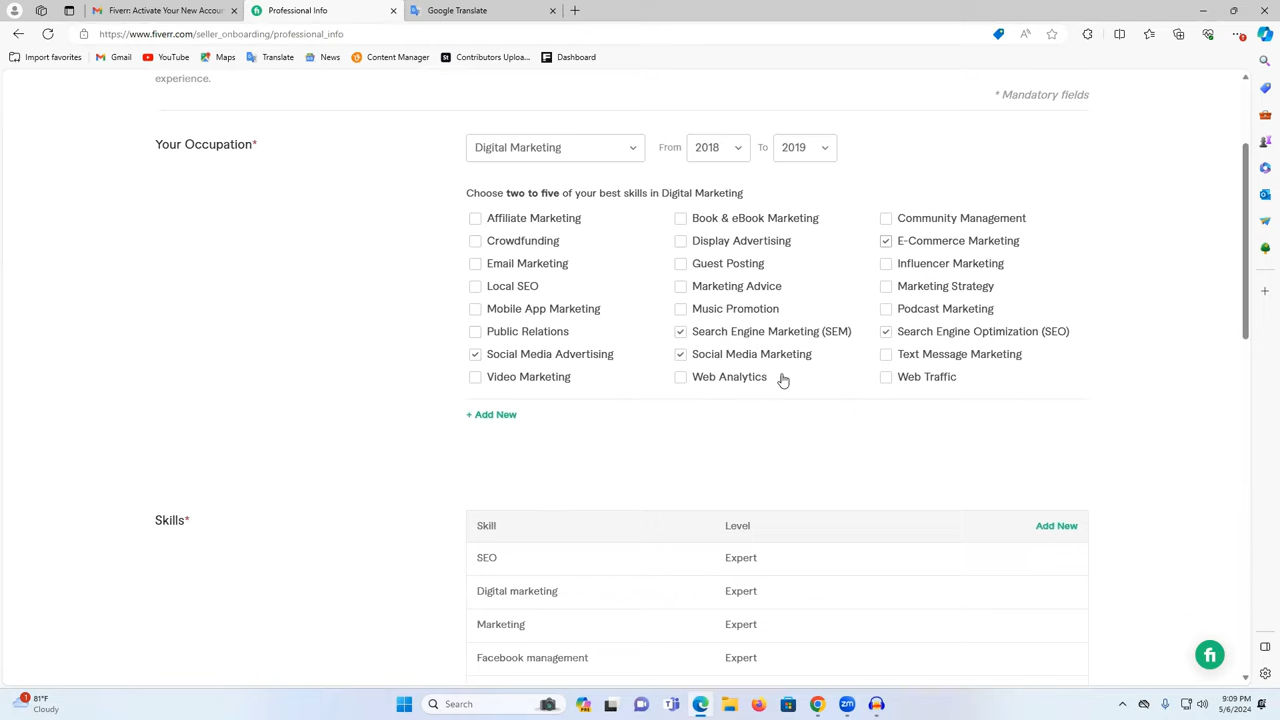 Fiverr: Activate Your New Accour
Professional Info
Google Translate
https://www.fiverr.com/seller_onboarding/professional_info
Import favorites
Gmail
YouTube
Maps
Translate
News
Content Manager
Contributors Uploa...
Dashboard
experience.
* Mandatory fields
Your Occupation*
Digital Marketing
From
2018
To
2019
Choose two to five of your best skills in Digital Marketing
Affiliate Marketing
Book & eBook Marketing
Community Management
Crowdfunding
Display Advertising
E-Commerce Marketing
Email Marketing
Guest Posting
Influencer Marketing
Local SEO
Marketing Advice
Marketing Strategy
Mobile App Marketing
Music Promotion
Podcast Marketing
Public Relations
Search Engine Marketing (SEM)
Search Engine Optimization (SEO)
Social Media Advertising
Social Media Marketing
Text Message Marketing
Video Marketing
Web Analytics
Web Traffic
+ Add New
Skills*
Skill
Level
Add New
SEO
Expert
Digital marketing
Expert
Marketing
Expert
Facebook management
Expert
fi
1
81°F
Cloudy
Search
zm
9:09 PM
5/6/2024